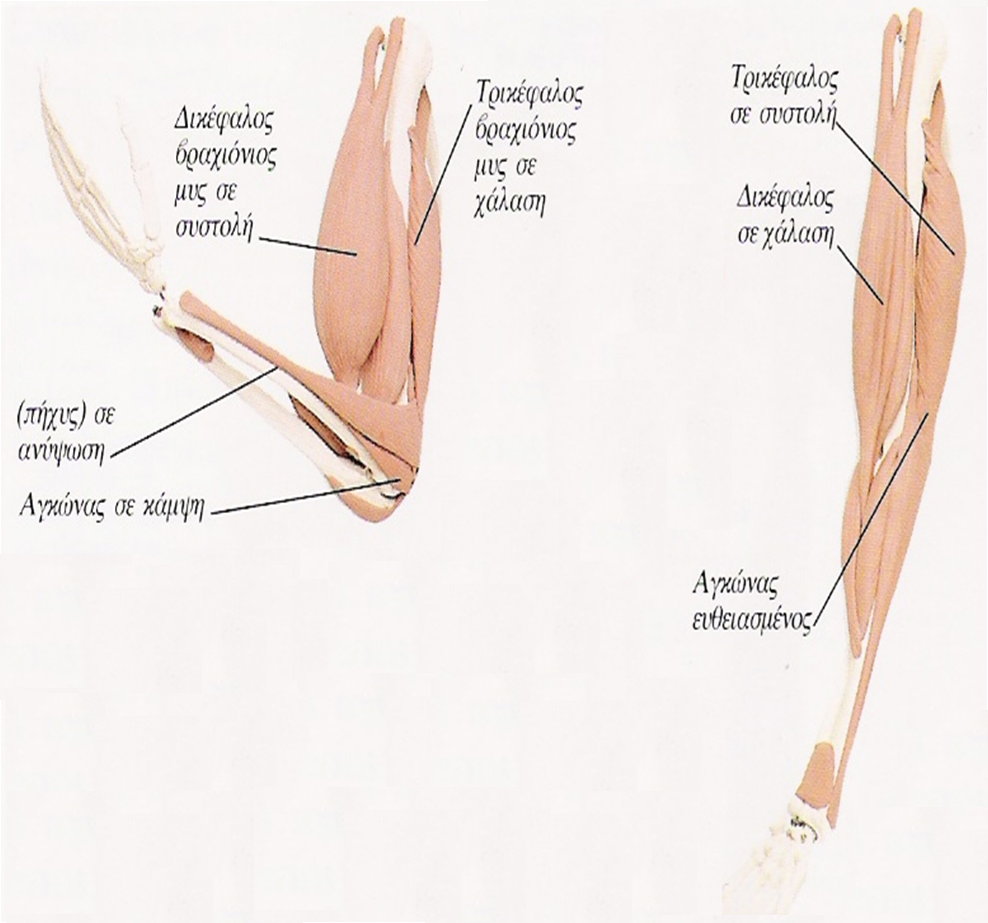 Δικέφαλος
βραχιόνιος
μυς σε
συστολή
Τρικέφαλος
βραχιόνιος
μυς σε
χάλαση
(πήχυς) σε
ανύψωση
Αγκώνας σε κάμψη
Τρικέφαλος
σε συστολή
Δικέφαλος
σε χάλαση
Αγκώνας
ευθειασμένος